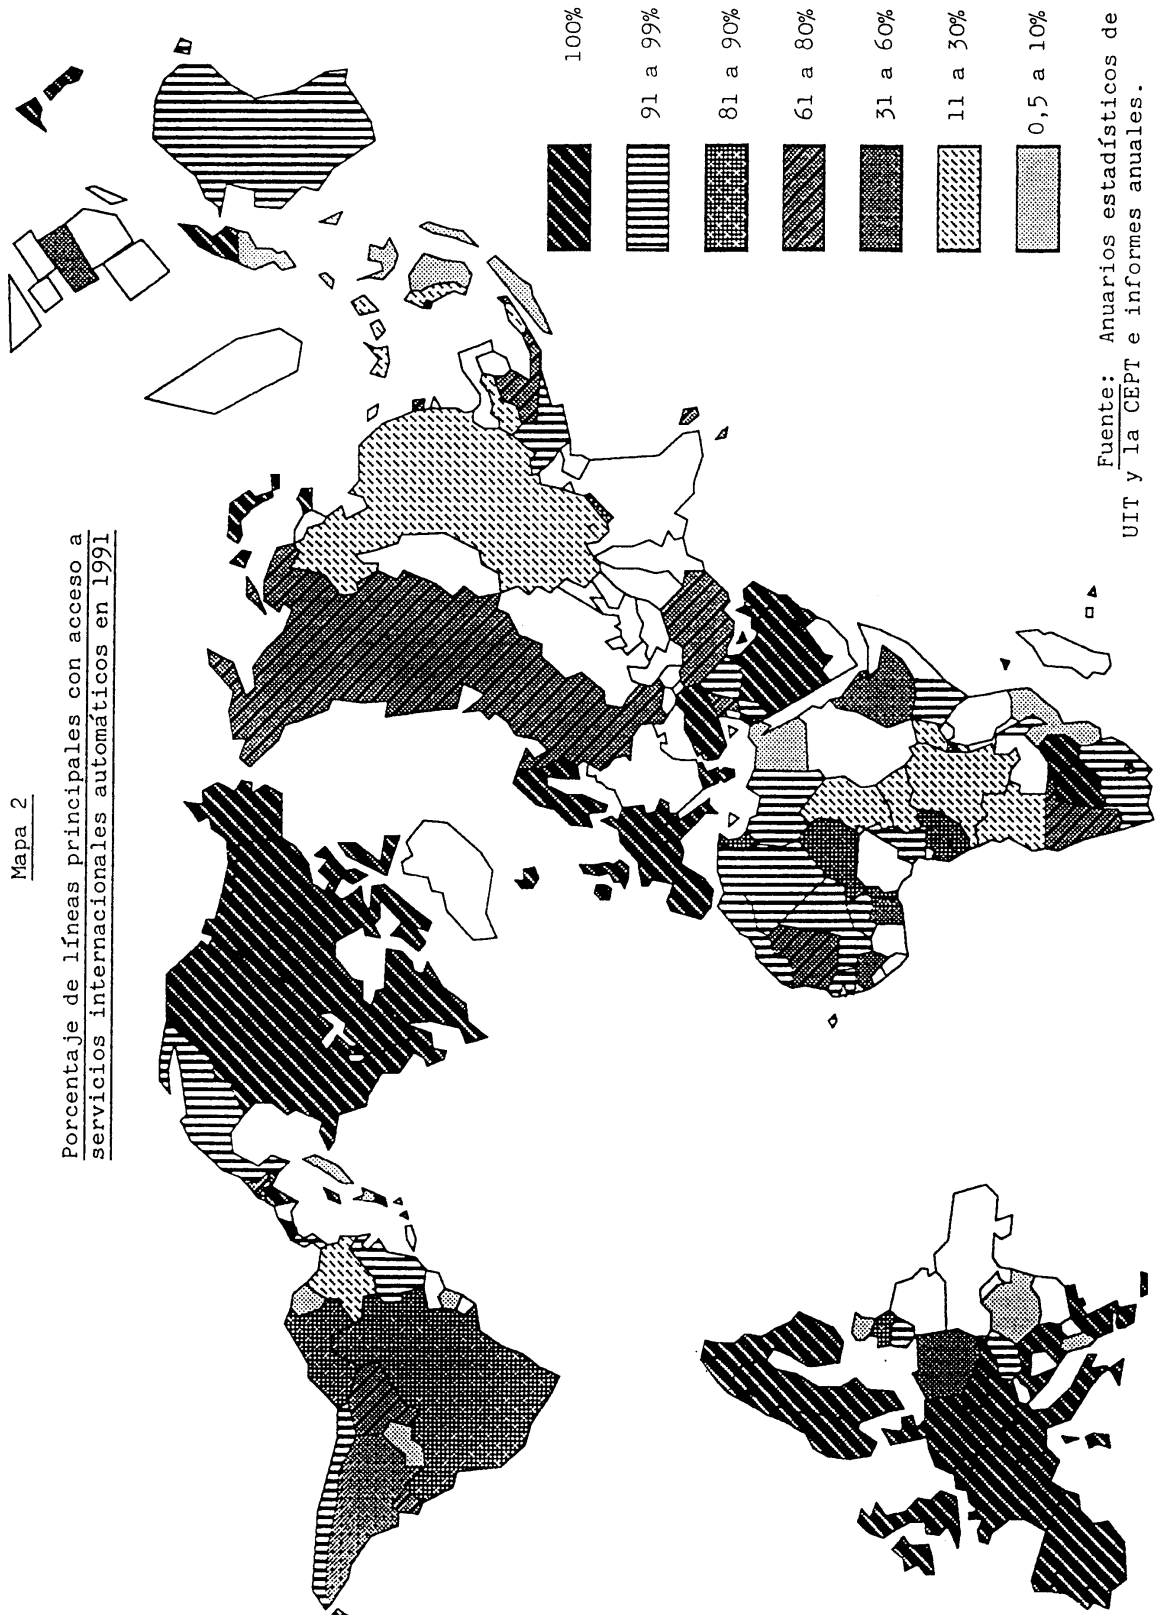 Mapa 2
Porcentaje de líneas principales con acceso a
servicios internacionales automáticos en 1991
100%
91 a 99%
81 a 90%
61 a 80%
31 a 60%
11 a 30%
0,5 a 10%
Fuente: Anuarios estadísticos de
UIT y la CEPT e informes anuales.